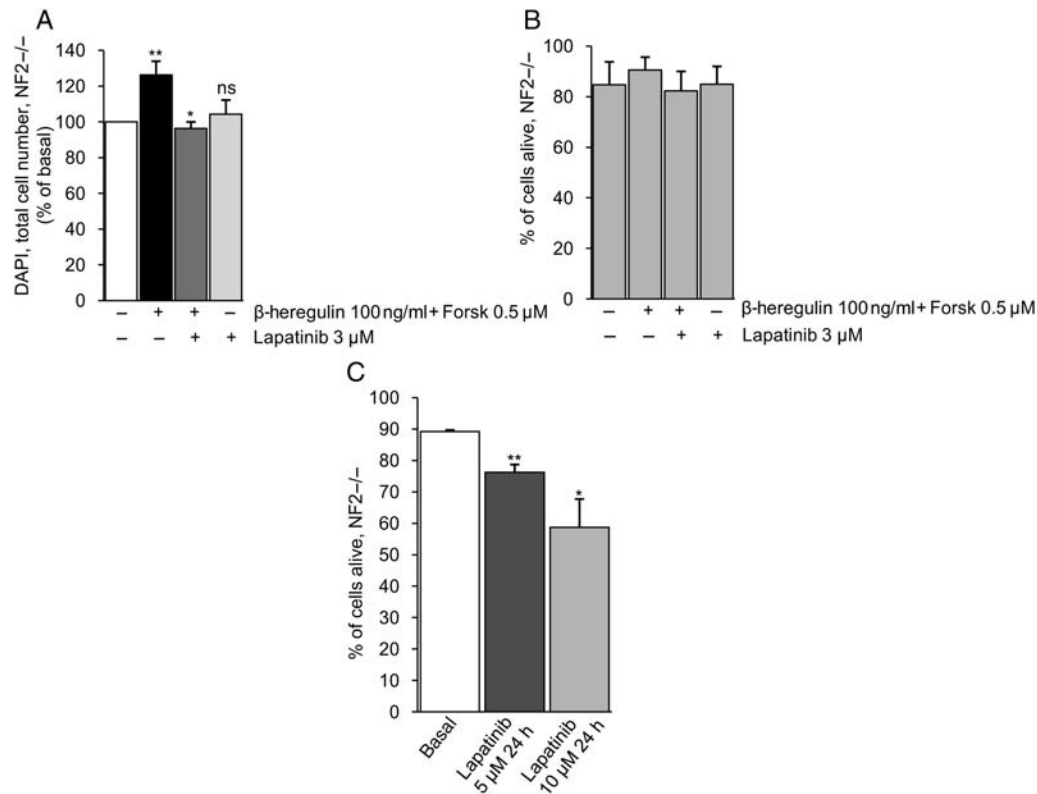 A
DAPI, total cell number, NF2−/−
(% of basal)
140
120
100
80
60
40
20
0
**
*
ns
− + + − β-heregulin 100 ng/ml + Forsk 0.5 µM
− − + + Lapatinib 3 µM
B
% of cells alive, NF2−/−
100
80
60
40
20
0
− + + − β-heregulin 100 ng/ml + Forsk 0.5 µM
− − + + Lapatinib 3 µM
C
% of cells alive, NF2−/−
100
90
80
70
60
50
40
30
20
10
0
**
*
Basal
Lapatinib
5 µM 24 h
Lapatinib
10 µM 24 h